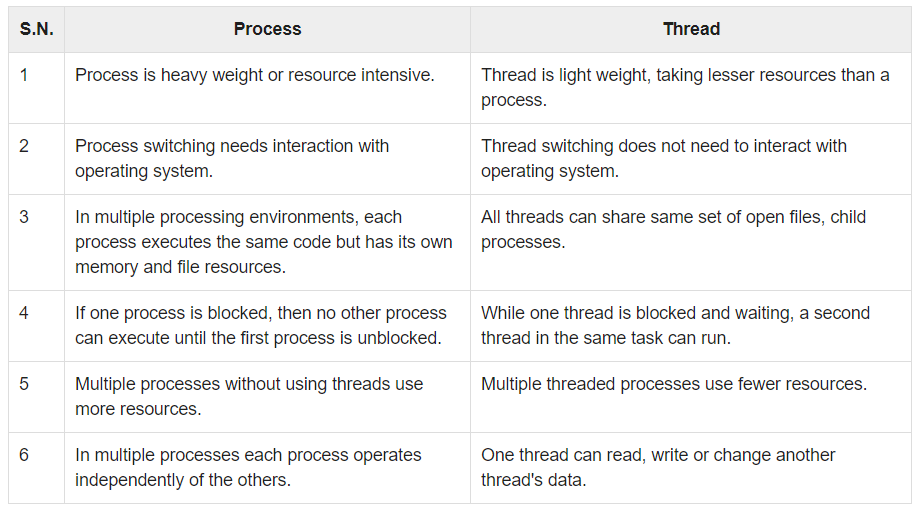 S.N. Process Thread
1 Process is heavy weight or resource intensive. Thread is light weight, taking lesser resources than a
process.
2 Process switching needs interaction with
operating system.
Thread switching does not need to interact with
operating system.
3 In multiple processing environments, each
process executes the same code but has its own
memory and file resources.
All threads can share same set of open files, child
processes.
4 If one process is blocked, then no other process
can execute until the first process is unblocked.
While one thread is blocked and waiting, a second
thread in the same task can run.
5 Multiple processes without using threads use
more resources.
Multiple threaded processes use fewer resources.
6 In multiple processes each process operates
independently of the others.
One thread can read, write or change another
thread's data.